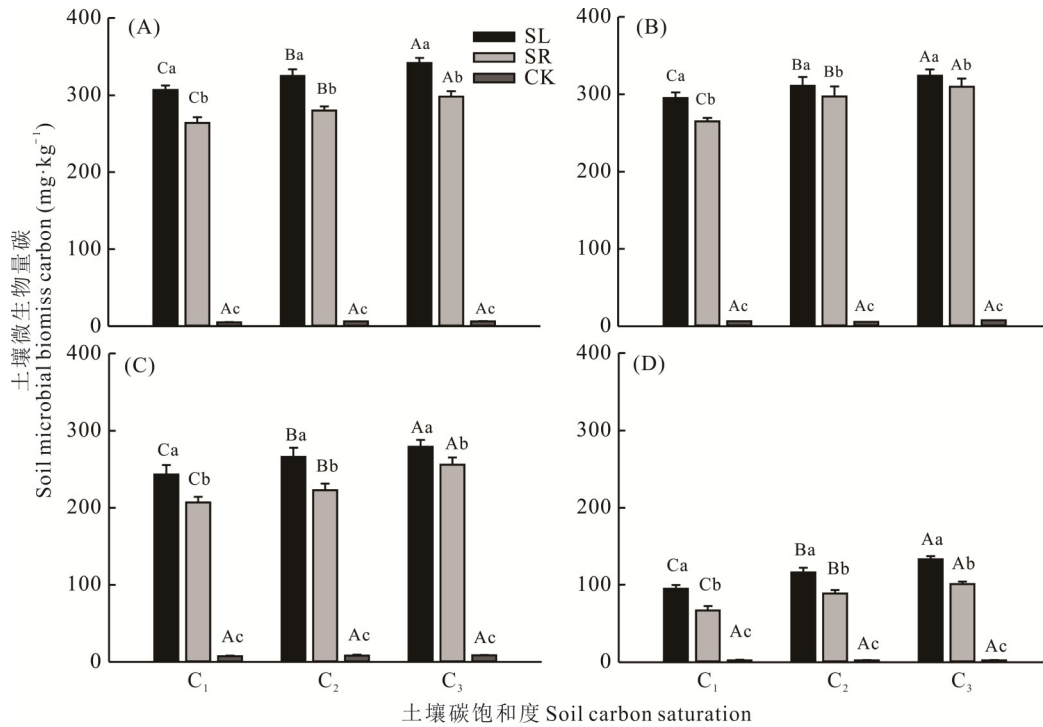 土壤微生物量碳
Soil microbial biomiss carbon (mg·kg⁻¹)
(A)
SL
SR
CK
400
300
200
100
0
Ca
Cb
Ac
Ba
Bb
Ac
Aa
Ab
Ac
(B)
400
300
200
100
0
Ca
Cb
Ac
Ba
Bb
Ac
Aa
Ab
Ac
(C)
400
300
200
100
0
Ca
Cb
Ac
Ba
Bb
Ac
Aa
Ab
Ac
C₁
C₂
C₃
(D)
400
300
200
100
0
Ca
Cb
Ac
Ba
Bb
Ac
Aa
Ab
Ac
C₁
C₂
C₃
土壤碳饱和度 Soil carbon saturation